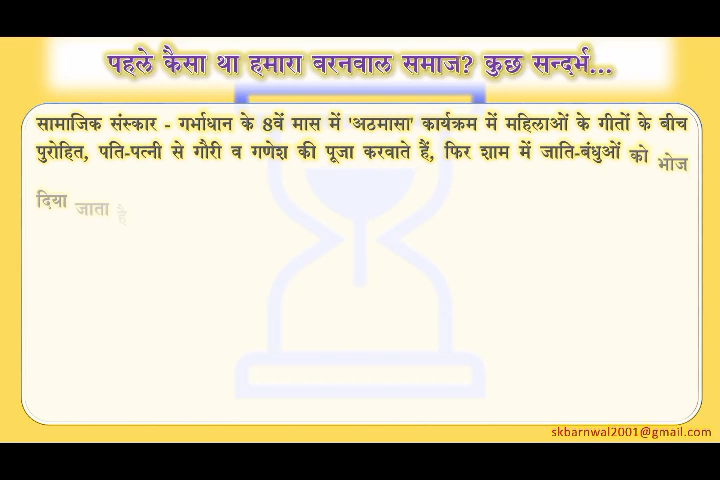 पहले कैसा था हमारा बरनवाल समाज? कुछ सन्दर्भ...
सामाजिक संस्कार - गर्भाधान के 8वें मास में 'अठमासा' कार्यक्रम में महिलाओं के गीतों के बीच
पुरोहित, पति-पत्नी से गौरी व गणेश की पूजा करवाते हैं, फिर शाम में जाति-बंधुओं को भोज
दिया जाता है
skbarnwal2001@gmail.com